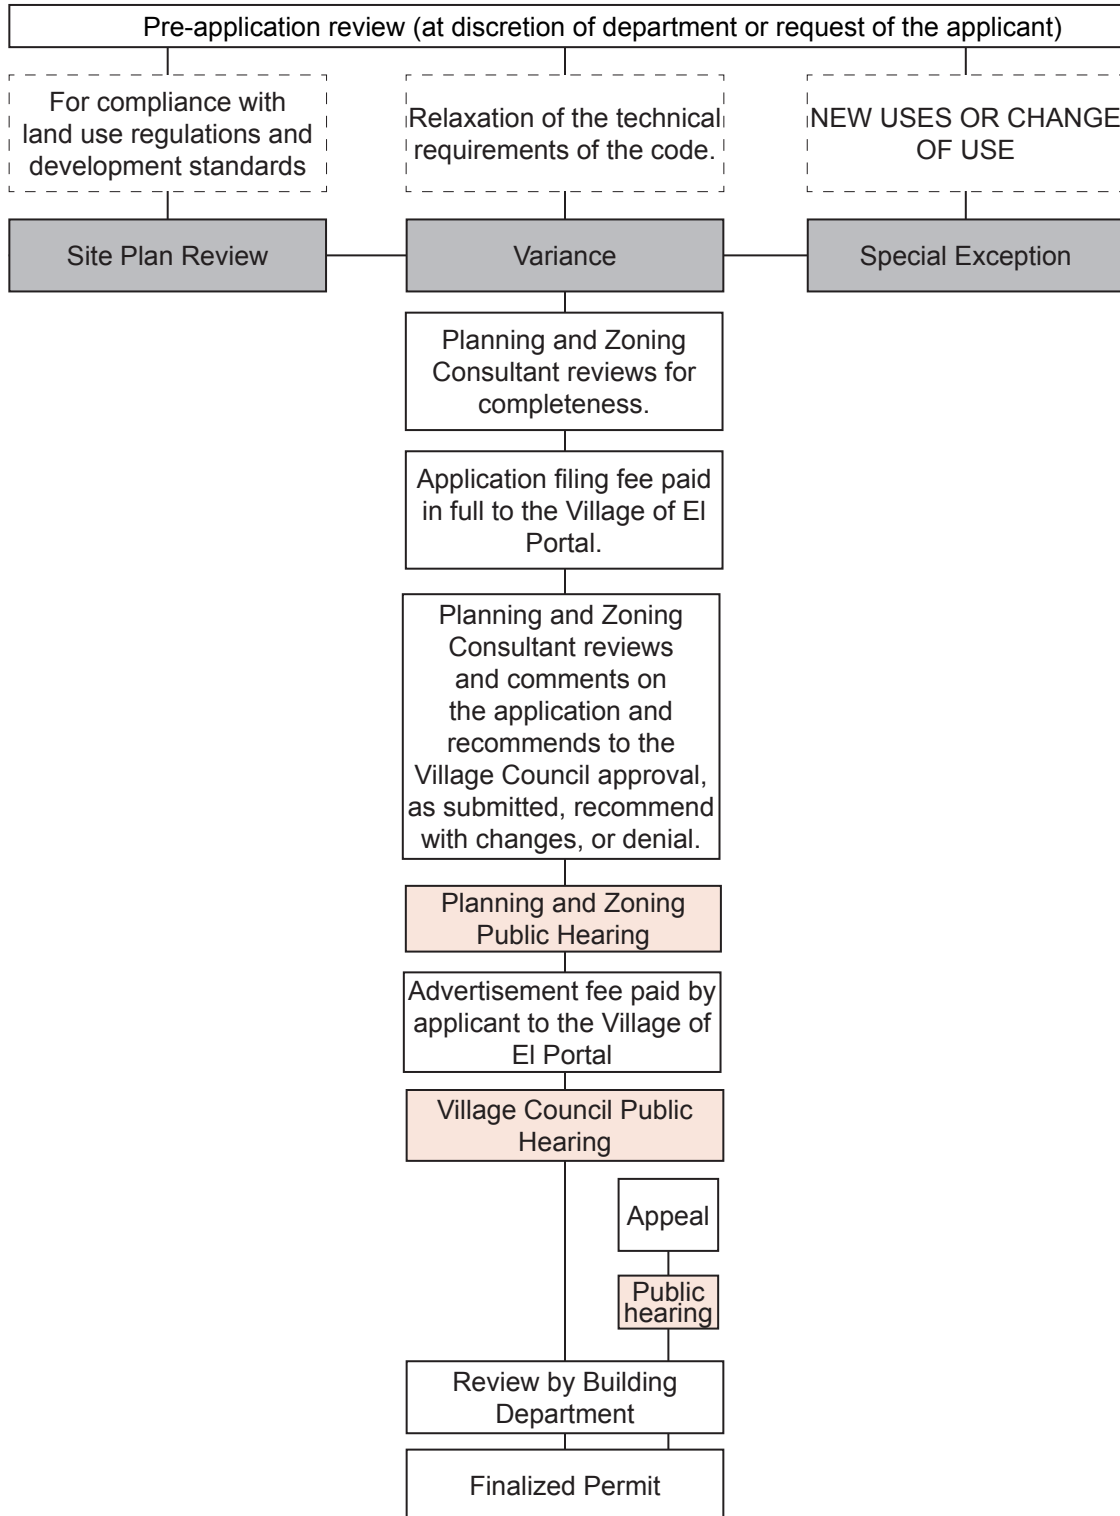 Pre-application review (at discretion of department or request of the applicant)
For compliance with
land use regulations and
development standards
Relaxation of the technical
requirements of the code.
NEW USES OR CHANGE
OF USE
Site Plan Review
Variance
Special Exception
Planning and Zoning
Consultant reviews for
completeness.
Application filing fee paid
in full to the Village of El
Portal.
Planning and Zoning
Consultant reviews
and comments on
the application and
recommends to the
Village Council approval,
as submitted, recommend
with changes, or denial.
Planning and Zoning
Public Hearing
Advertisement fee paid by
applicant to the Village of
El Portal
Village Council Public
Hearing
Appeal
Public
hearing
Review by Building
Department
Finalized Permit